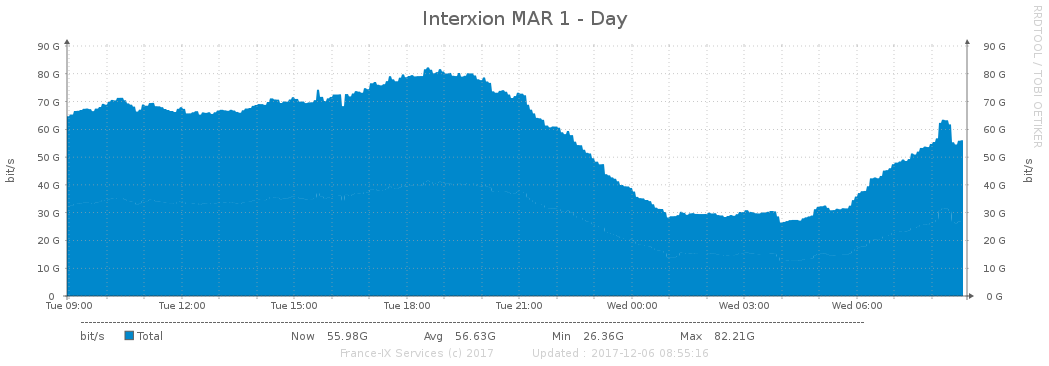 Interxion MAR 1 - Day
RRDTOOL / TOBI OETIKER
bit/s
90 G 90 G
80 G 80 G
70 G 70 G
60 G 60 G
50 G 50 G
40 G 40 G
30 G 30 G
20 G 20 G
10 G 10 G
0 0 G
bit/s
Tue 09:00 Tue 12:00 Tue 15:00 Tue 18:00 Tue 21:00 Wed 00:00 Wed 03:00 Wed 06:00
bit/s Total Now 55.98G Avg 56.63G Min 26.36G Max 82.21G
France-IX Services (c) 2017 Updated : 2017-12-06 08:55:16